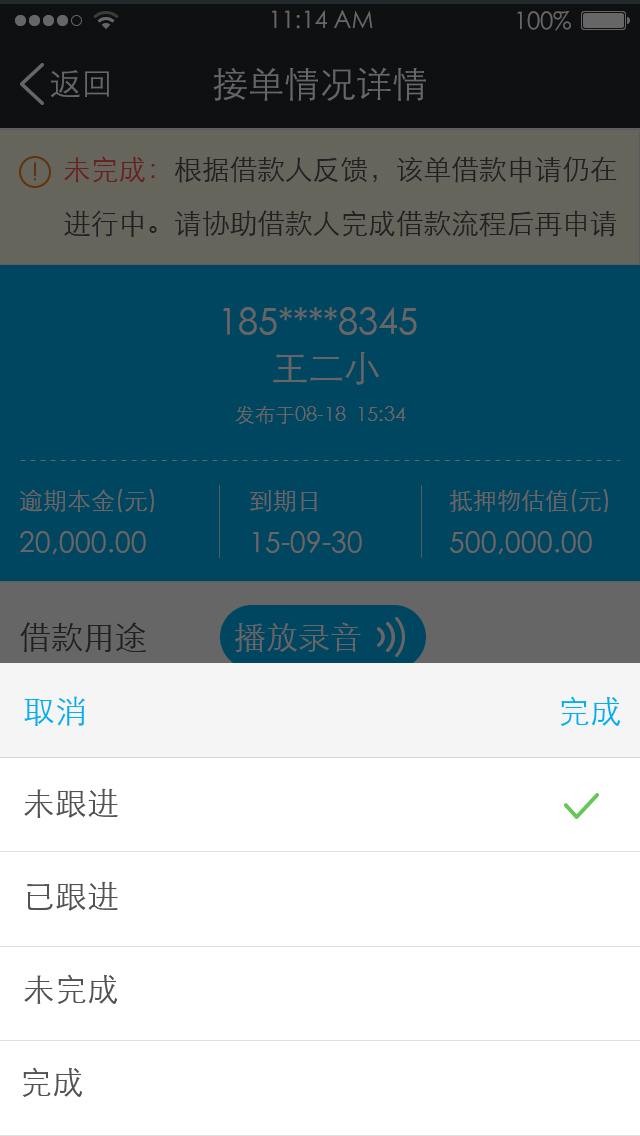 11:14 AM 100%
返回 接单情况详情
未完成：根据借款人反馈，该单借款申请仍在
进行中。请协助借款人完成借款流程后再申请
185****8345
王二小
发布于08-18 15:34
逾期本金(元) 到期日 抵押物估值(元)
20,000.00 15-09-30 500,000.00
借款用途 播放录音
取消 完成
未跟进
已跟进
未完成
完成